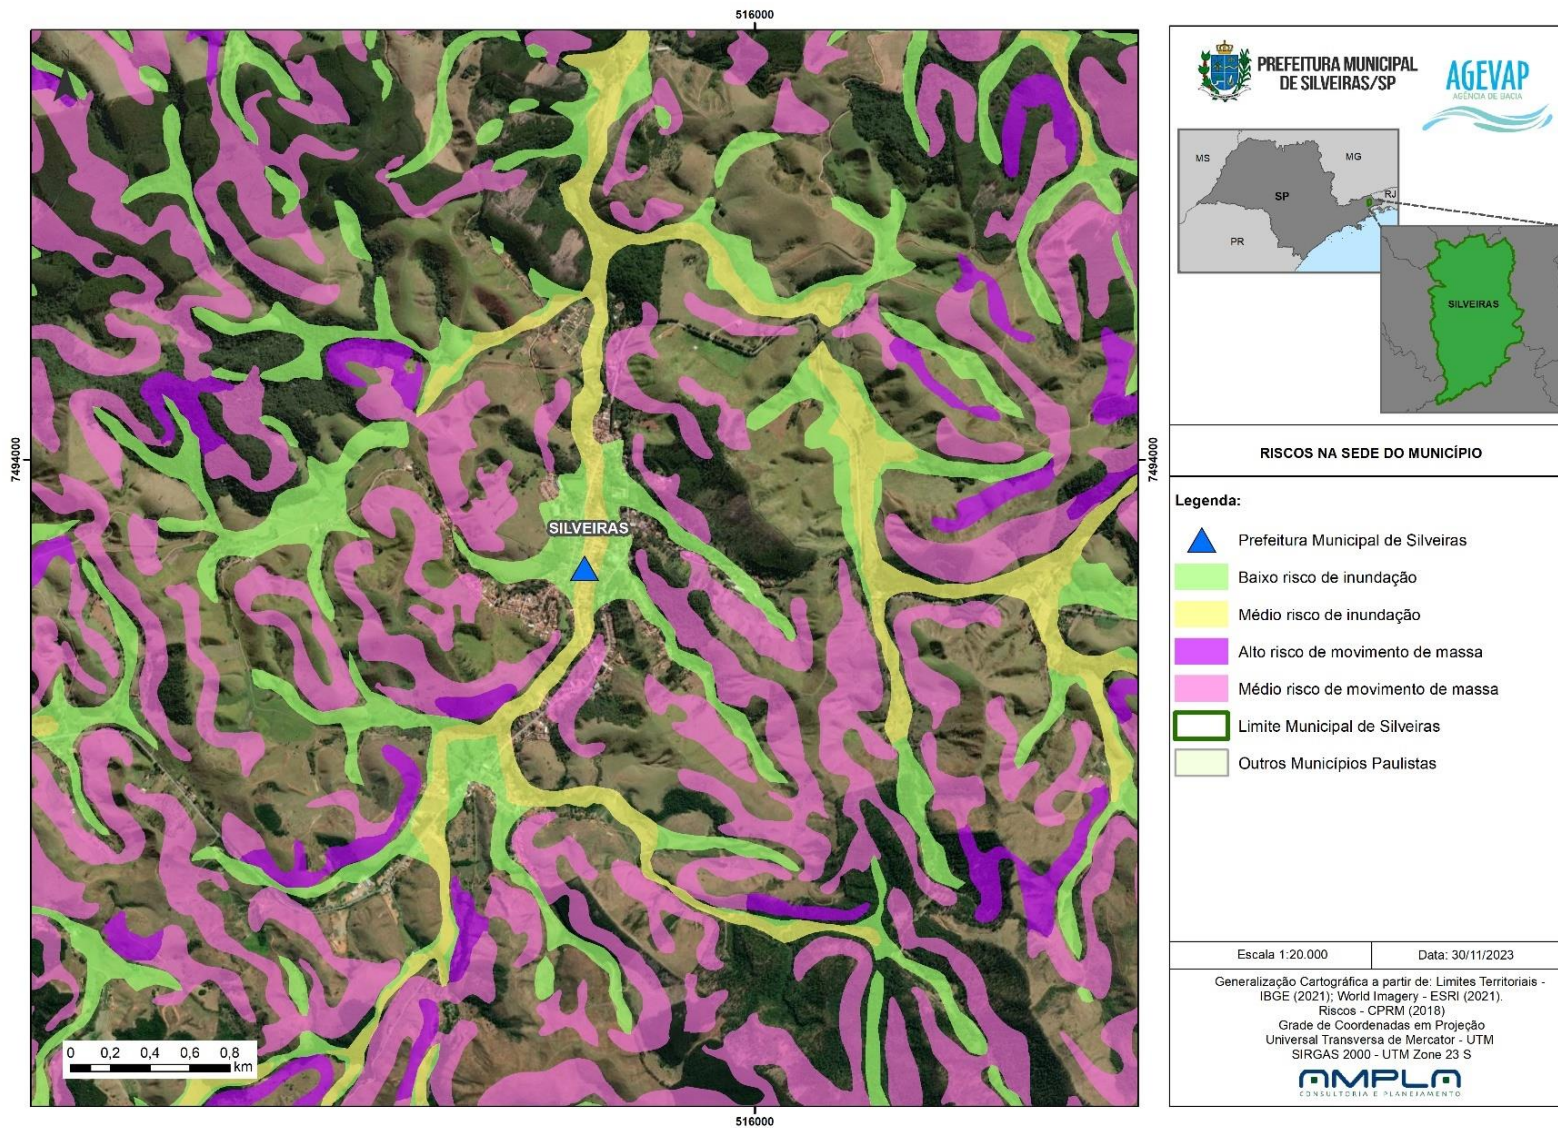 516000
7494000
SILVEIRAS
7494000
0 0,2 0,4 0,6 0,8
km
516000
PREFEITURA MUNICIPAL
DE SILVEIRAS/SP
AGEVAP
AGÊNCIA DE BACIA
MS
MG
SP
RJ
PR
SILVEIRAS
RISCOS NA SEDE DO MUNICÍPIO
Legenda:
Prefeitura Municipal de Silveiras
Baixo risco de inundação
Médio risco de inundação
Alto risco de movimento de massa
Médio risco de movimento de massa
Limite Municipal de Silveiras
Outros Municípios Paulistas
Escala 1:20.000
Data: 30/11/2023
Generalização Cartográfica a partir de: Limites Territoriais -
IBGE (2021); World Imagery - ESRI (2021).
Riscos - CPRM (2018)
Grade de Coordenadas em Projeção
Universal Transversa de Mercator - UTM
SIRGAS 2000 - UTM Zone 23 S
AMPLA
CONSULTORIA E PLANEJAMENTO